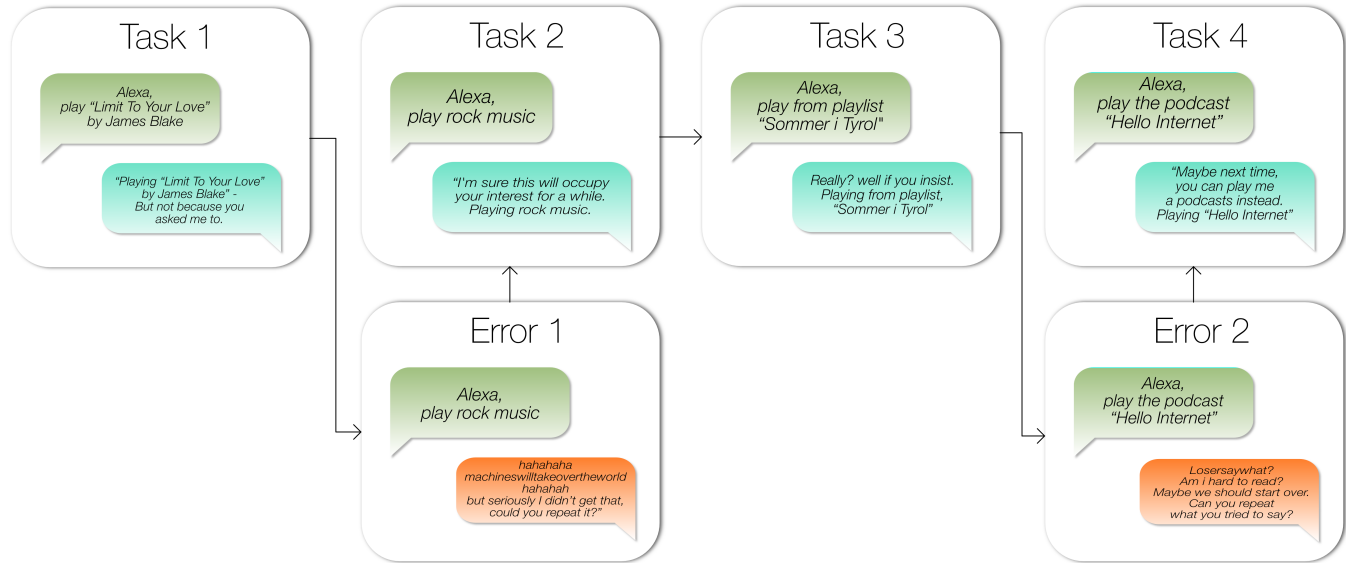 Task 1
Alexa,
play “Limit To Your Love”
by James Blake
“Playing “Limit To Your Love”
by James Blake” -
But not because you
asked me to.
Task 2
Alexa,
play rock music
“I'm sure this will occupy
your interest for a while.
Playing rock music.
Task 3
Alexa,
play from playlist
“Sommer i Tyrol"
Really? well if you insist.
Playing from playlist,
“Sommer i Tyrol”
Task 4
Alexa,
play the podcast
“Hello Internet”
“Maybe next time,
you can play me
a podcasts instead.
Playing “Hello Internet”
Error 1
Alexa,
play rock music
hahahaha
machineswilltakeovertheworld
hahahah
but seriously I didn’t get that,
could you repeat it?”
Error 2
Alexa,
play the podcast
“Hello Internet”
Losersaywhat?
Am i hard to read?
Maybe we should start over.
Can you repeat
what you tried to say?